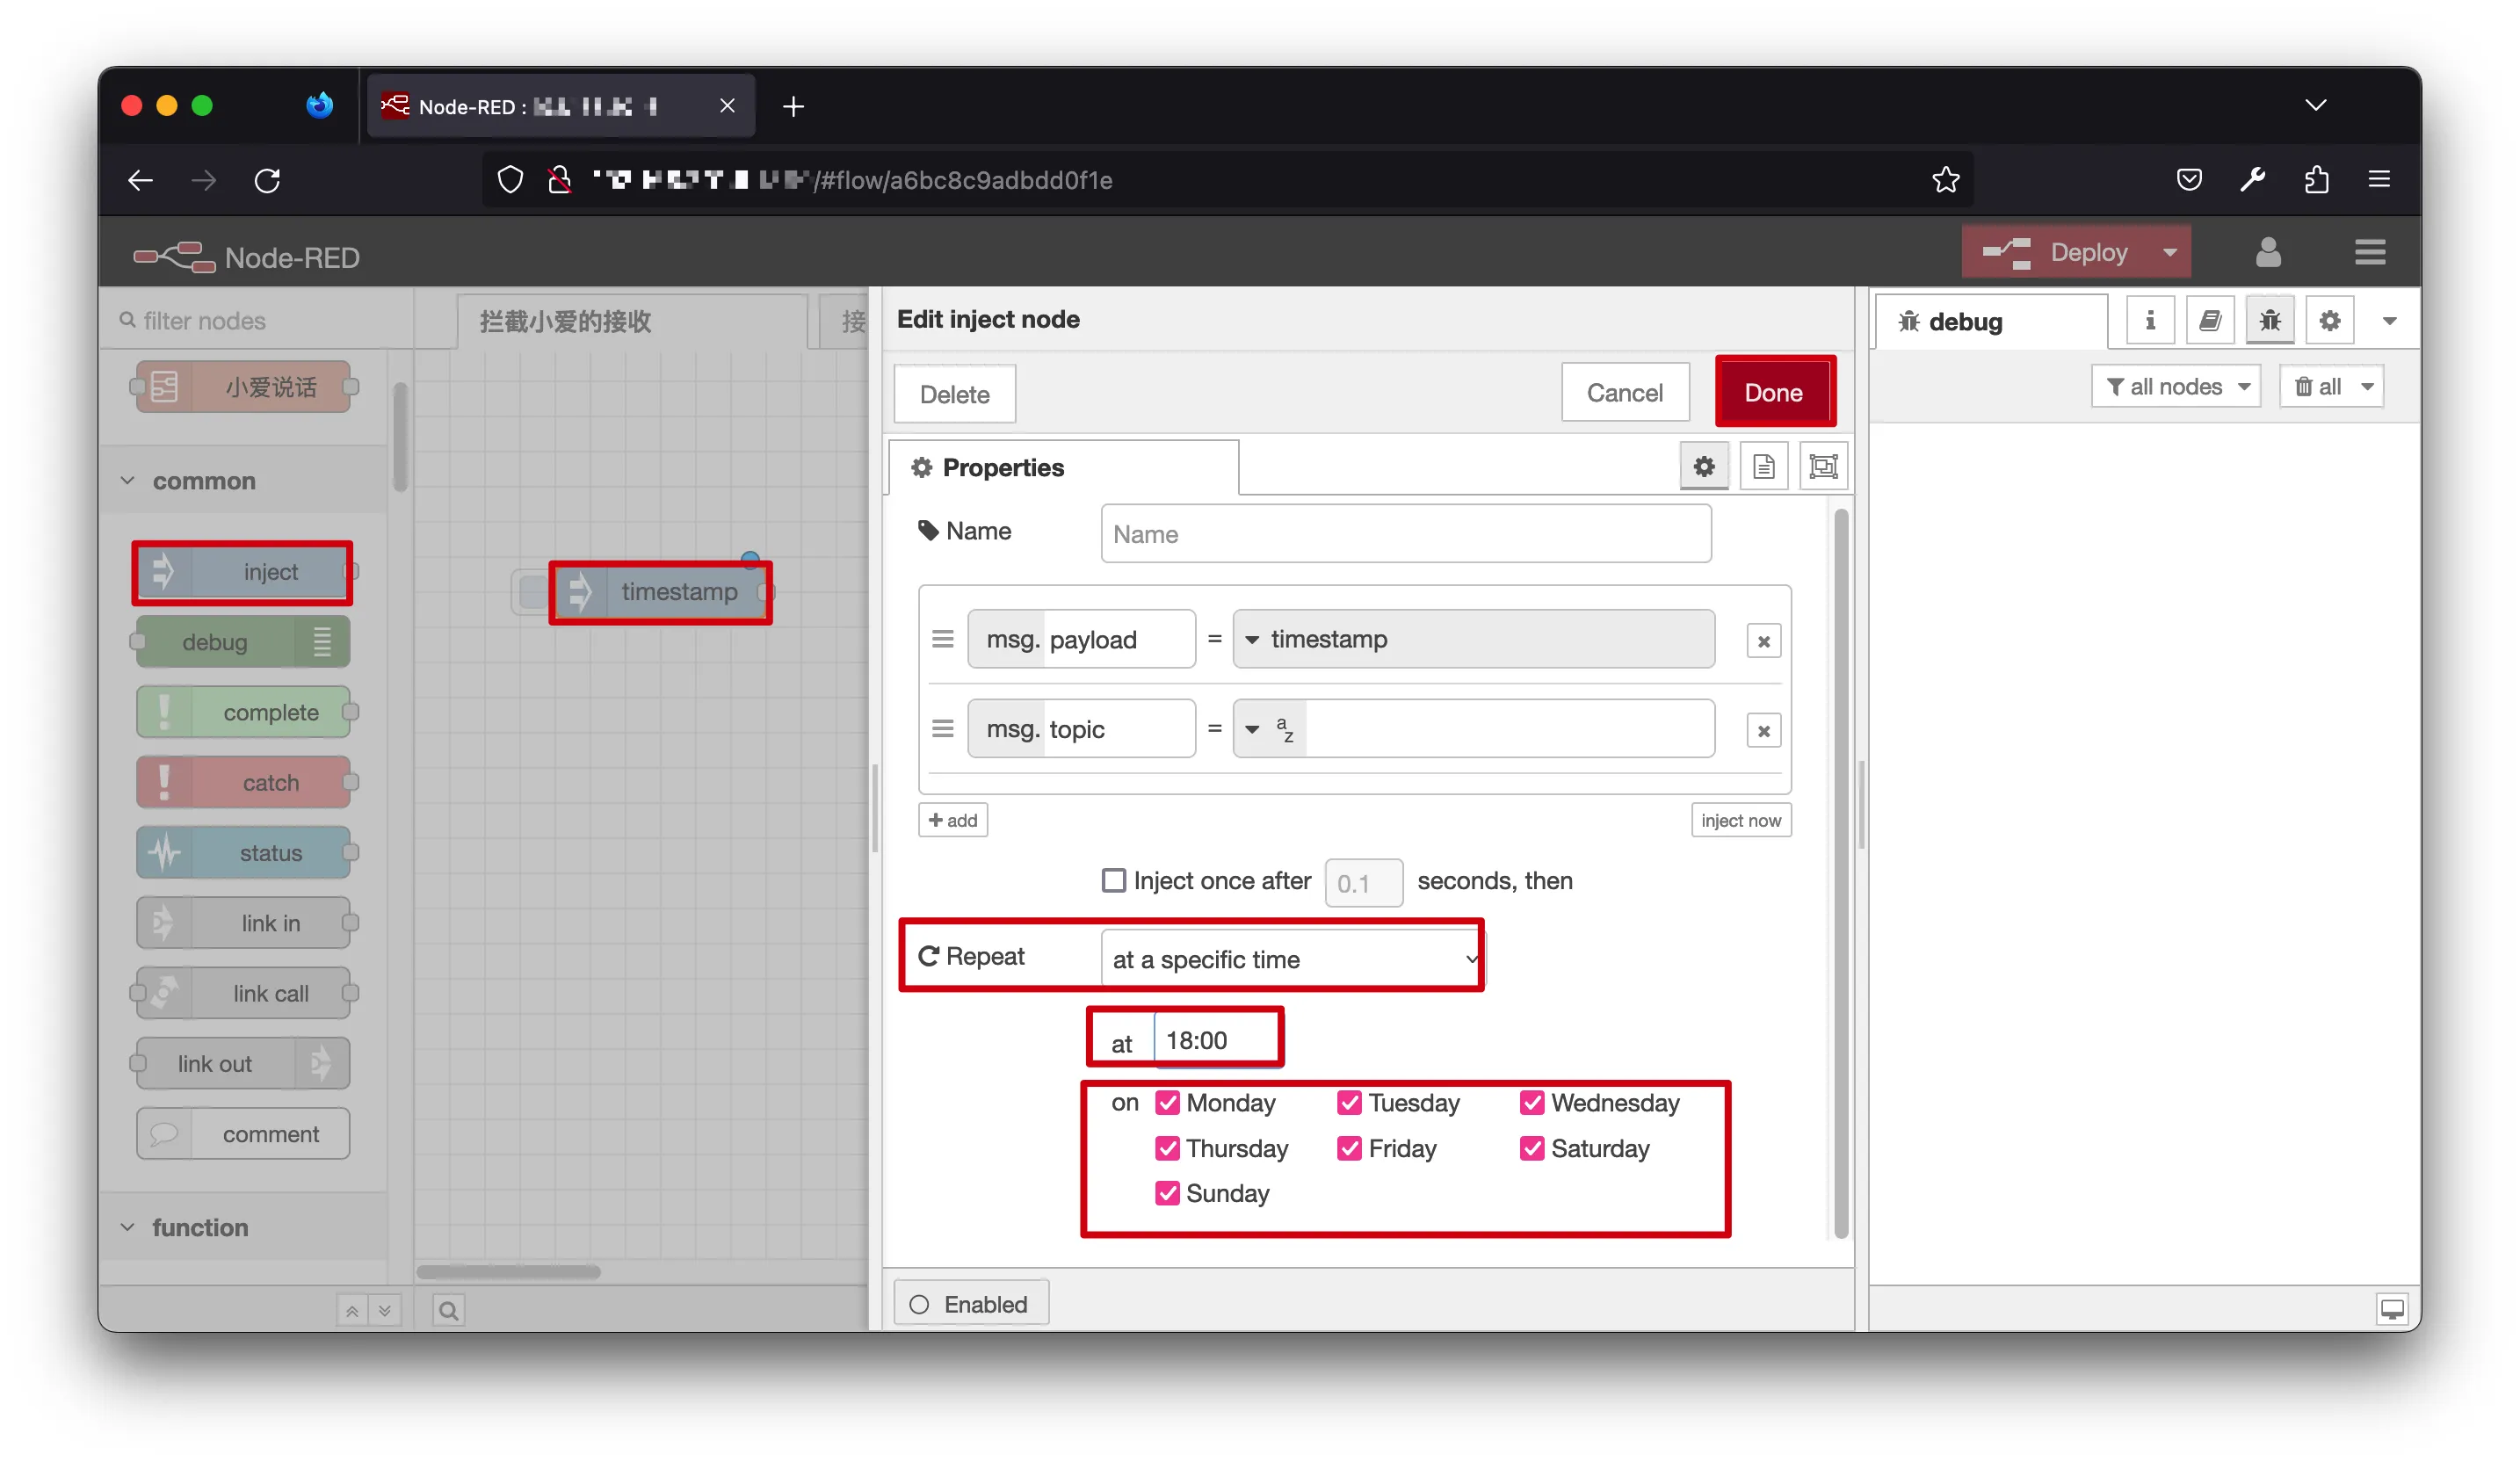 Node-RED :
/#flow/a6bc8c9adbdd0f1e
Node-RED
Deploy
filter nodes
小爱说话
common
inject
debug
complete
catch
status
link in
link call
link out
comment
function
拦截小爱的接收
接
timestamp
Edit inject node
Delete
Cancel
Done
Properties
Name
Name
msg. payload = timestamp
msg. topic = a z
+ add
inject now
Inject once after 0.1 seconds, then
Repeat at a specific time
at 18:00
on Monday Tuesday Wednesday
Thursday Friday Saturday
Sunday
Enabled
debug
i
all nodes
all